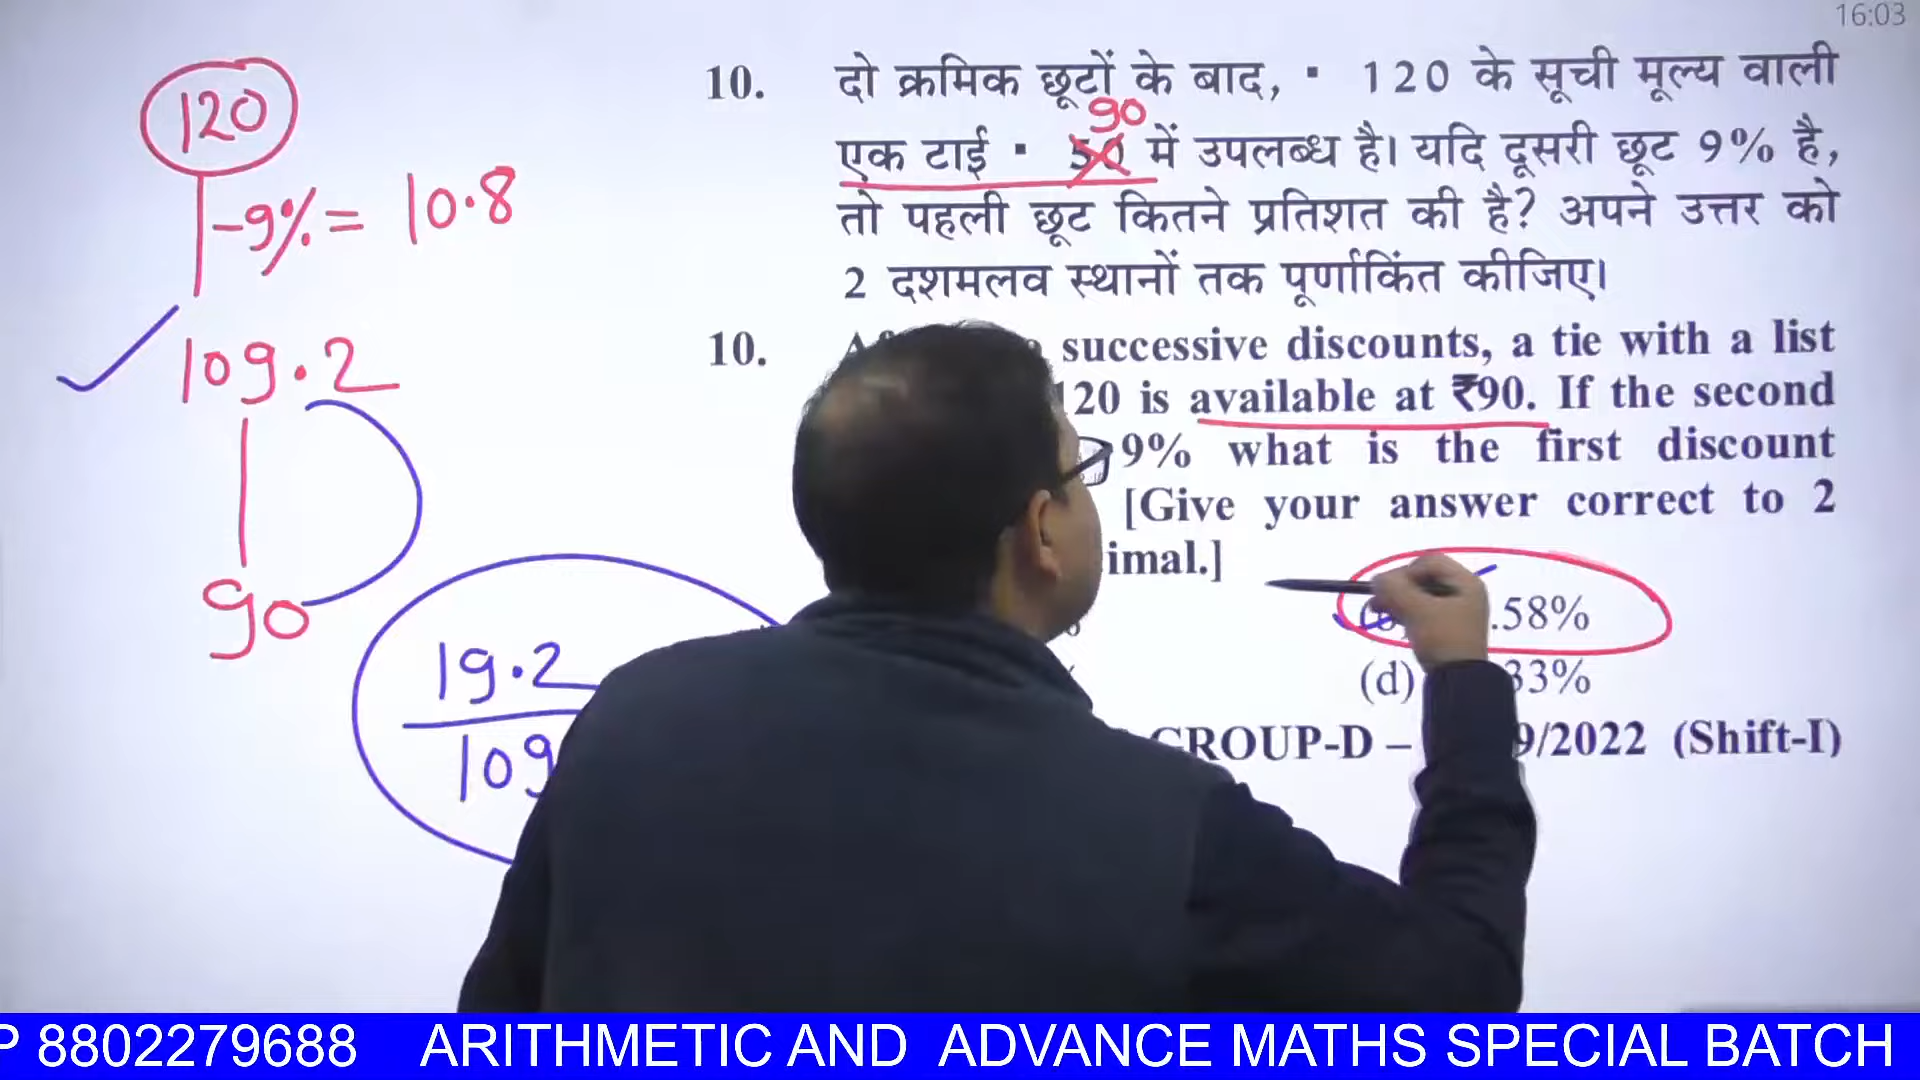 16:03
120
-9% = 10.8
109.2
90
19.2
109
10. दो क्रमिक छूटों के बाद, ▪ 120 के सूची मूल्य वाली
90
एक टाई ▪ 50 में उपलब्ध है। यदि दूसरी छूट 9% है,
तो पहली छूट कितने प्रतिशत की है? अपने उत्तर को
2 दशमलव स्थानों तक पूर्णाकिंत कीजिए।
10. successive discounts, a tie with a list
120 is available at ₹90. If the second
9% what is the first discount
[Give your answer correct to 2
imal.]
.58%
(d) 33%
GROUP-D – 9/2022 (Shift-I)
P 8802279688 ARITHMETIC AND ADVANCE MATHS SPECIAL BATCH